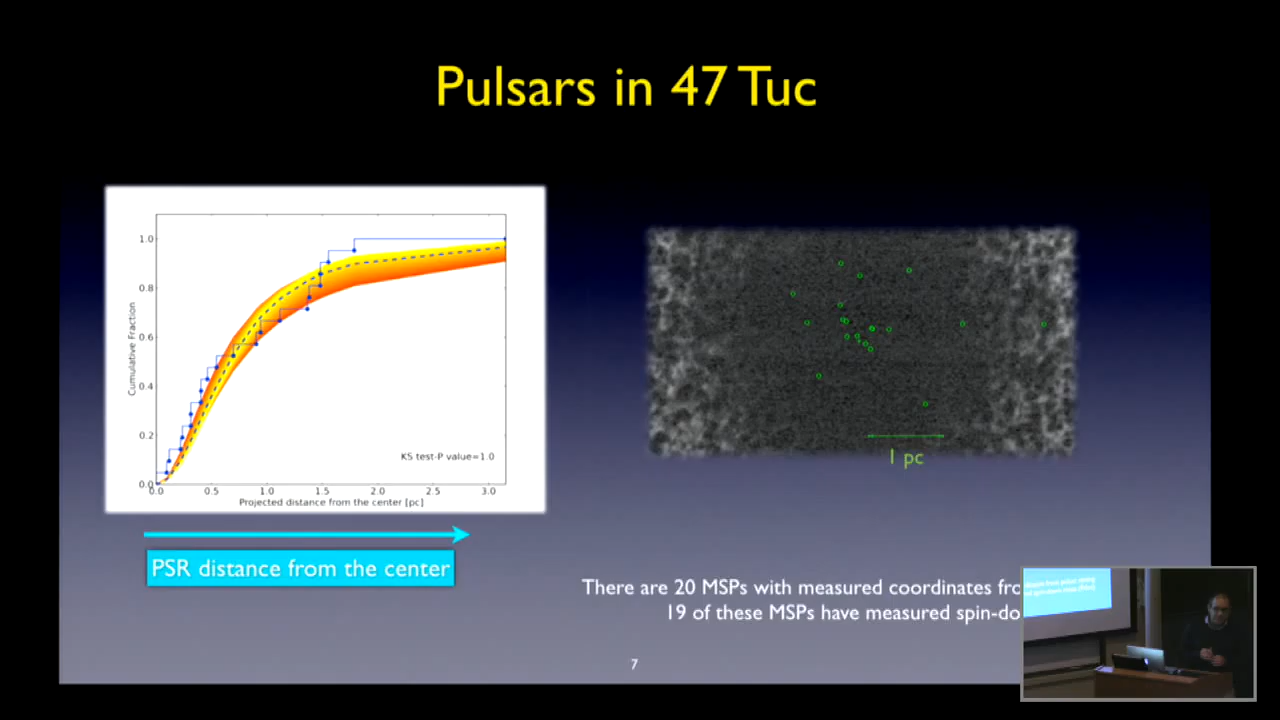 Pulsars in 47 Tuc
1.0
0.8
0.6
0.4
0.2
0.0
Cumulative Fraction
KS test-P value=1.0
0.0 0.5 1.0 1.5 2.0 2.5 3.0
Projected distance from the center [pc]
PSR distance from the center
1 pc
There are 20 MSPs with measured coordinates fro
19 of these MSPs have measured spin-do
7